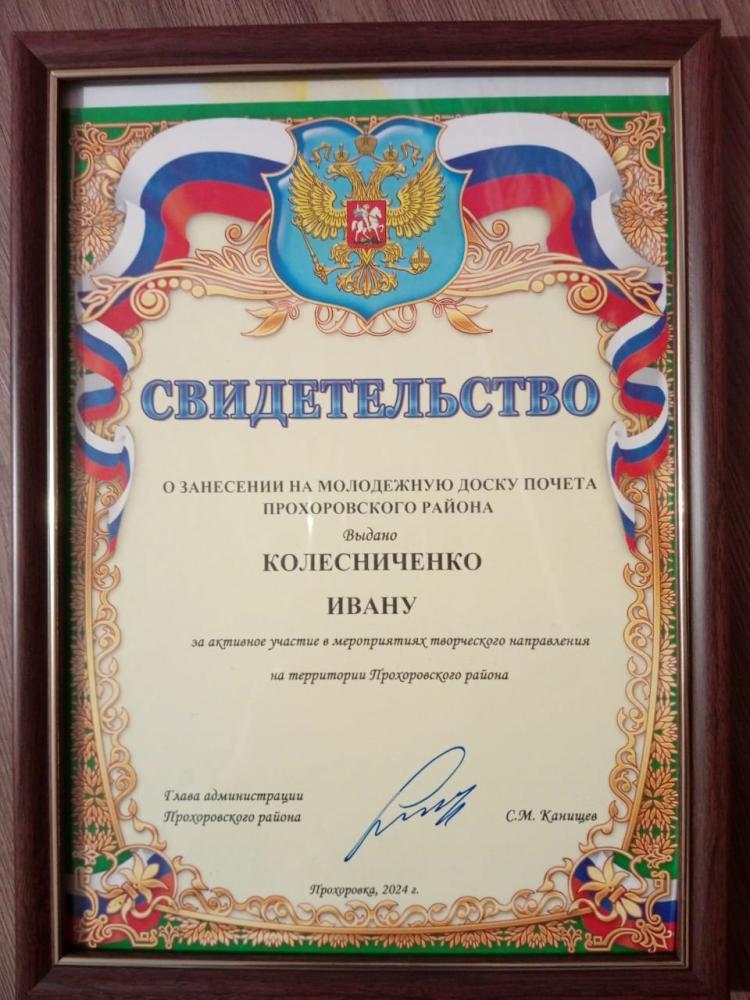 СВИДЕТЕЛЬСТВО
О ЗАНЕСЕНИИ НА МОЛОДЕЖНУЮ ДОСКУ ПОЧЕТА
ПРОХОРОВСКОГО РАЙОНА
Выдано
КОЛЕСНИЧЕНКО
ИВАНУ
за активное участие в мероприятиях творческого направления
на территории Прохоровского района
Глава администрации
Прохоровского района С.М. Канищев
Прохоровка, 2024 г.